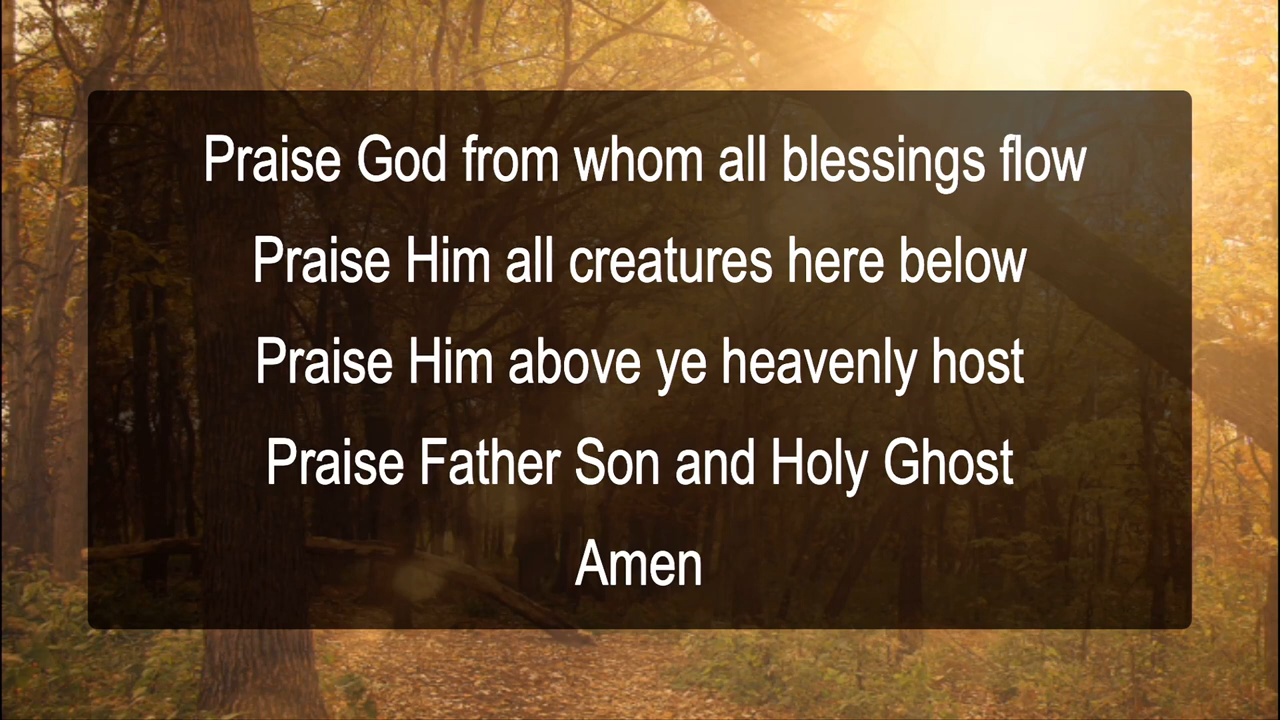 Praise God from whom all blessings flow
Praise Him all creatures here below
Praise Him above ye heavenly host
Praise Father Son and Holy Ghost
Amen